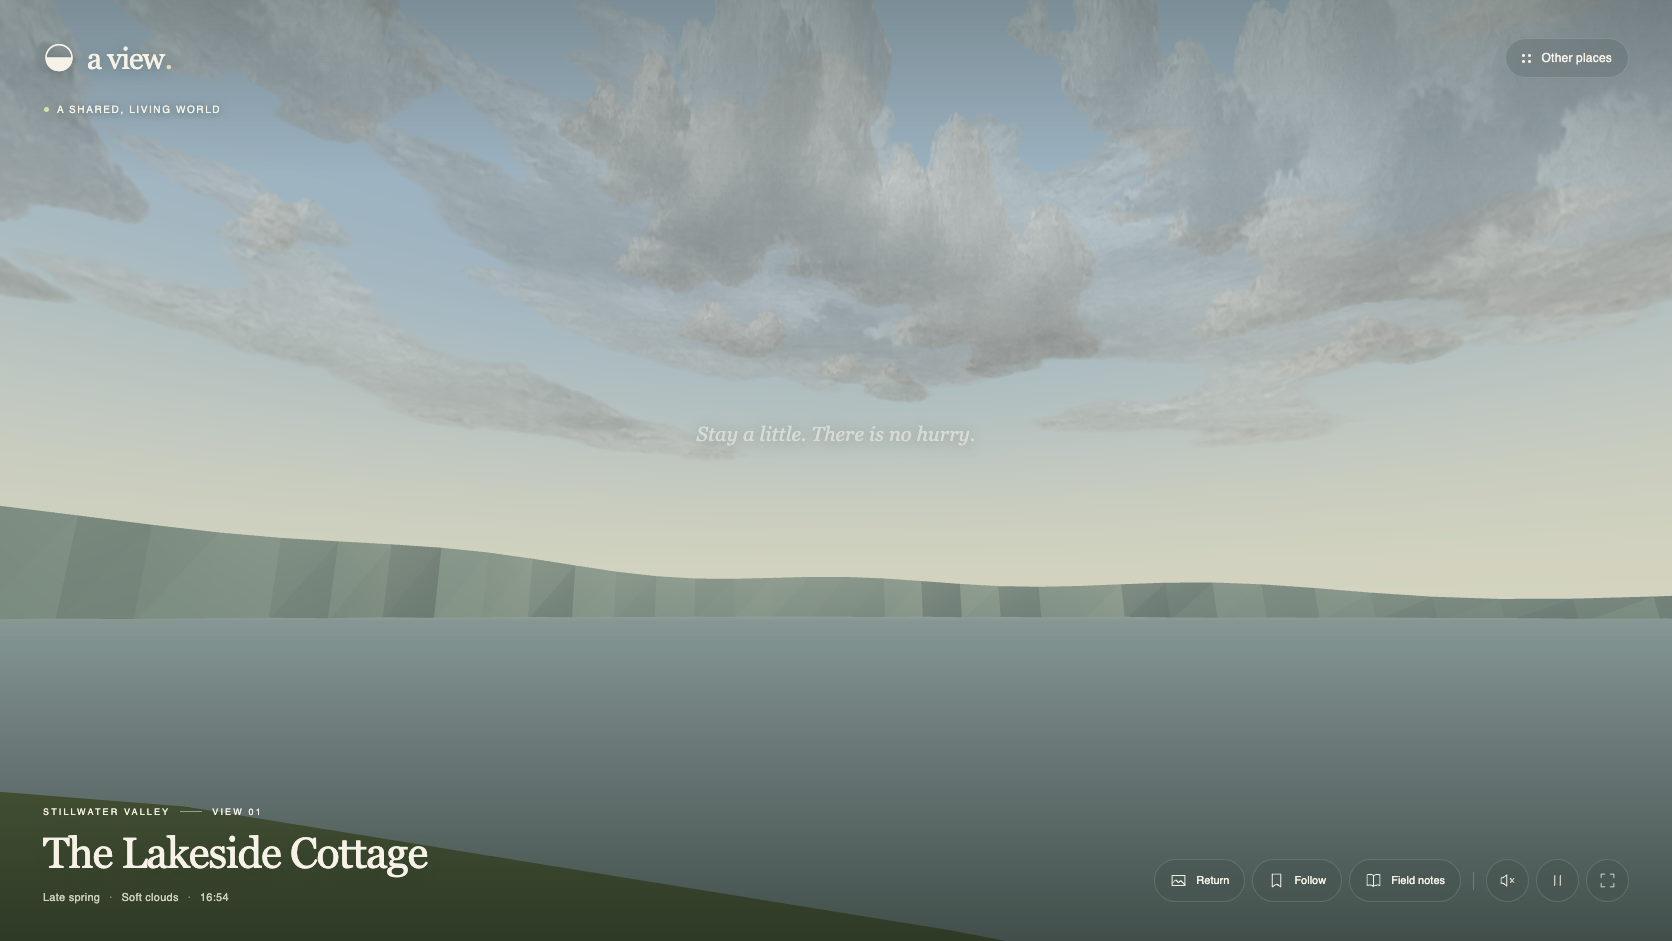 a view.
Other places
A SHARED, LIVING WORLD
Stay a little. There is no hurry.
STILLWATER VALLEY — VIEW 01
The Lakeside Cottage
Late spring · Soft clouds · 16:54
Return
Follow
Field notes